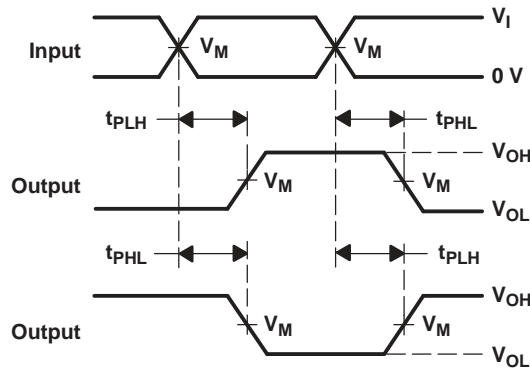 V_I
Input V_M V_M
0 V
t_PLH t_PHL
V_OH
Output V_M V_M
V_OL
t_PHL t_PLH
V_OH
Output V_M V_M
V_OL